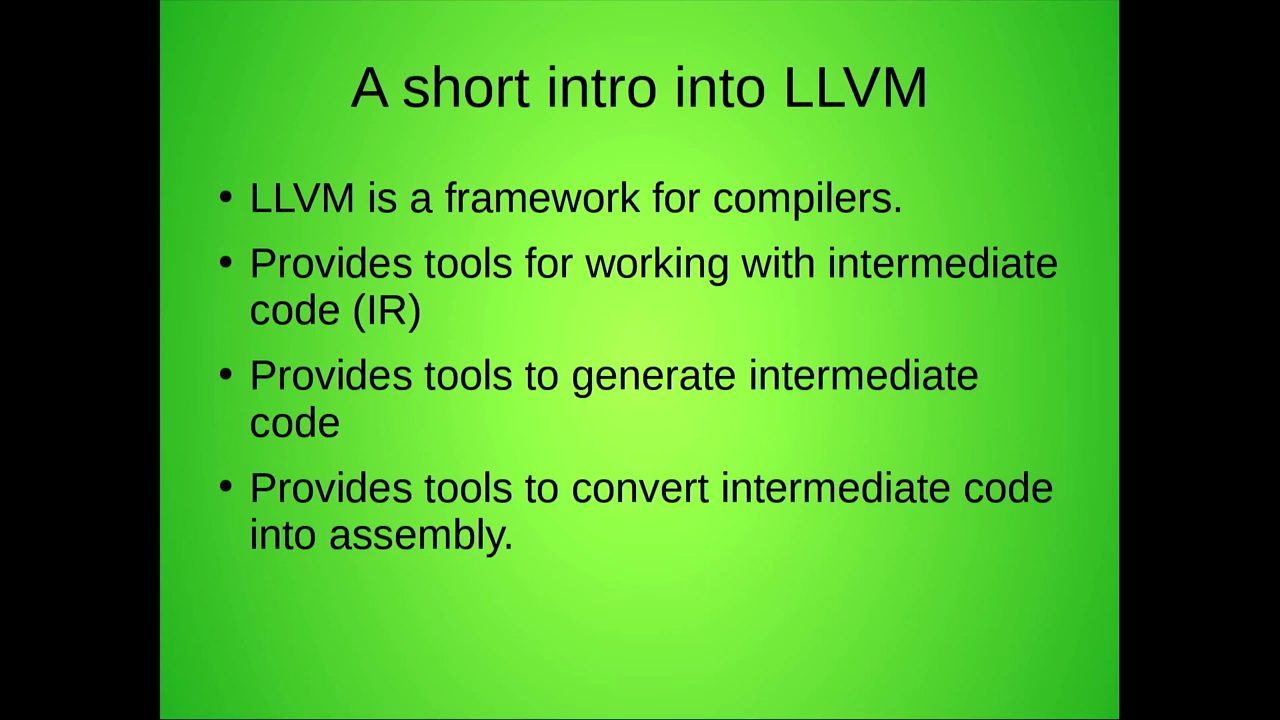 A short intro into LLVM
• LLVM is a framework for compilers.
• Provides tools for working with intermediate
code (IR)
• Provides tools to generate intermediate
code
• Provides tools to convert intermediate code
into assembly.